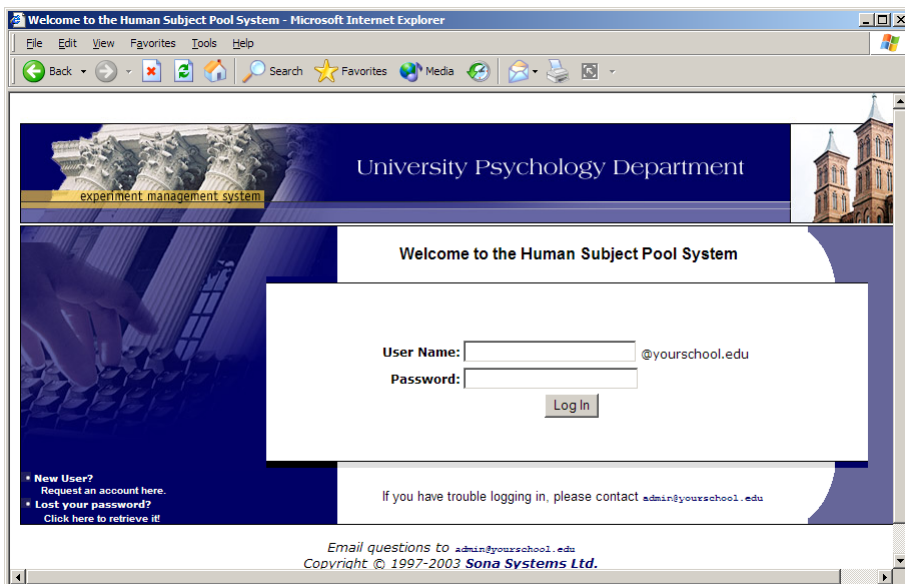 Welcome to the Human Subject Pool System - Microsoft Internet Explorer
File Edit View Favorites Tools Help
Back Search Favorites Media
University Psychology Department
experiment management system
Welcome to the Human Subject Pool System
User Name: @yourschool.edu
Password:
Log In
New User?
Request an account here.
Lost your password?
Click here to retrieve it!
If you have trouble logging in, please contact admin@yourschool.edu
Email questions to admin@yourschool.edu
Copyright © 1997-2003 Sona Systems Ltd.